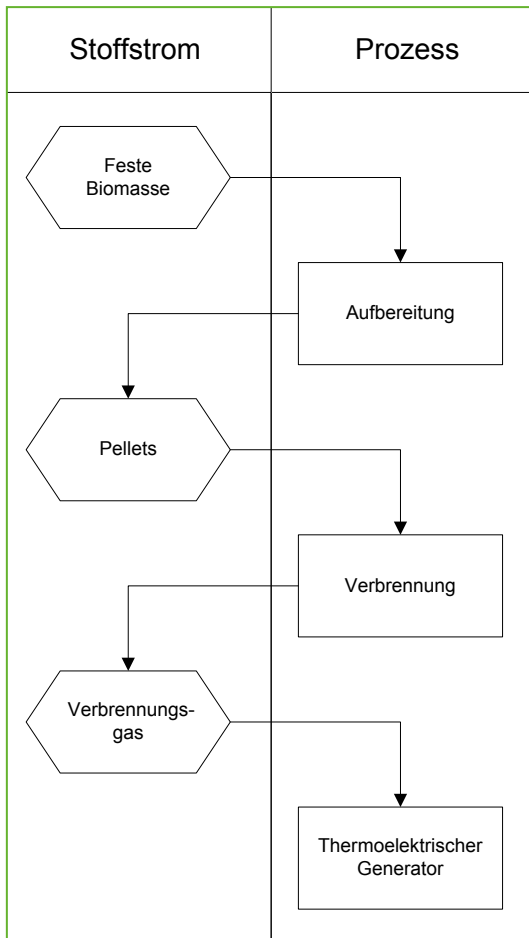 Stoffstrom
Prozess
Feste
Biomasse
Aufbereitung
Pellets
Verbrennung
Verbrennungs-
gas
Thermoelektrischer
Generator